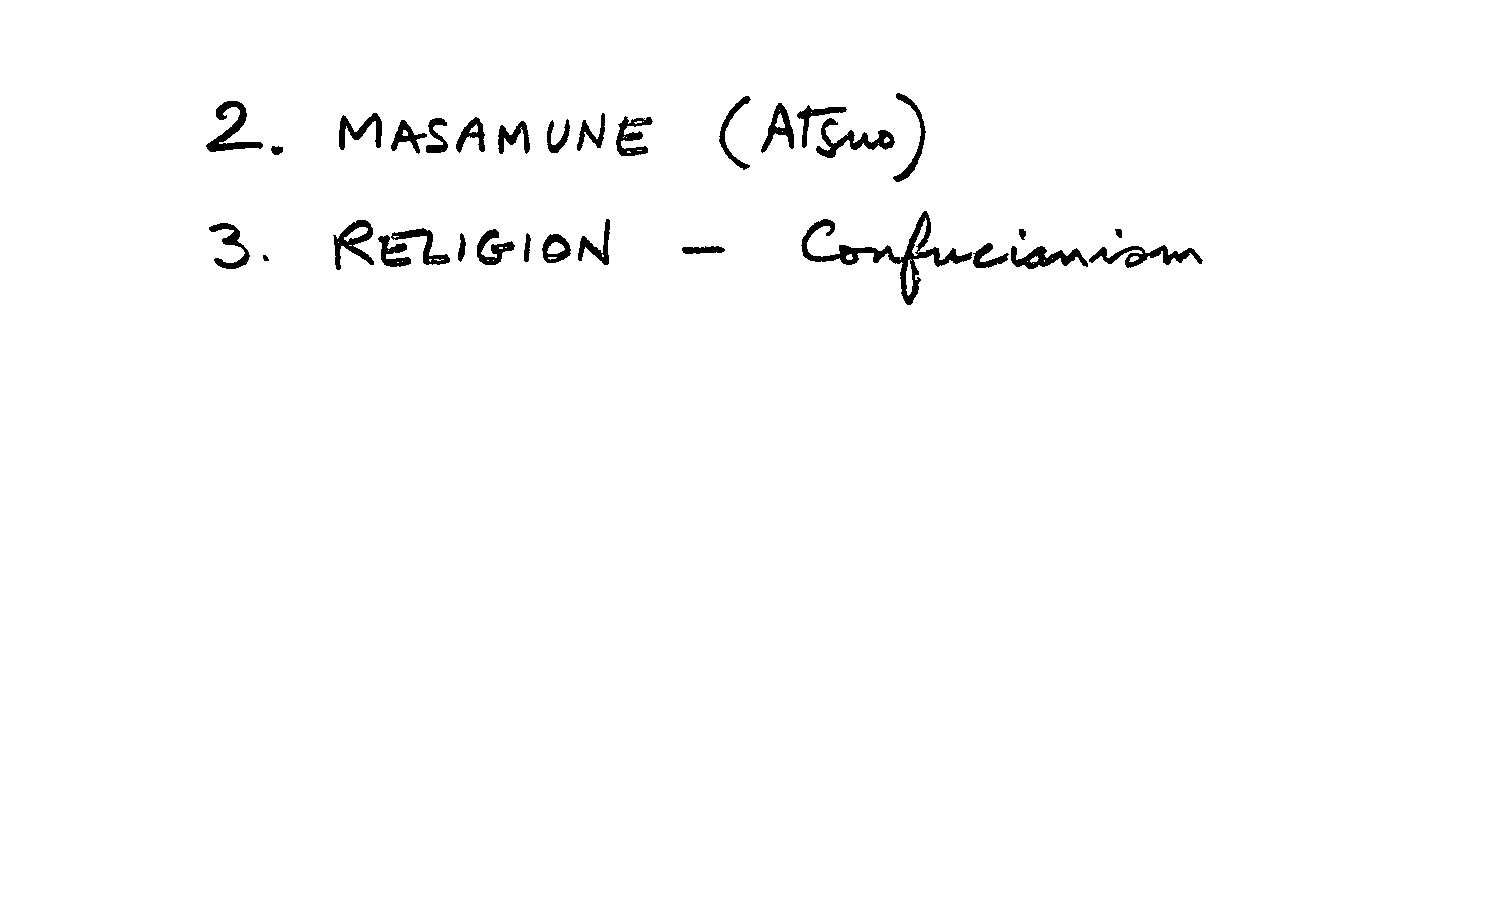 2. MASAMUNE (Atsuo)
3. RELIGION - Confucianism